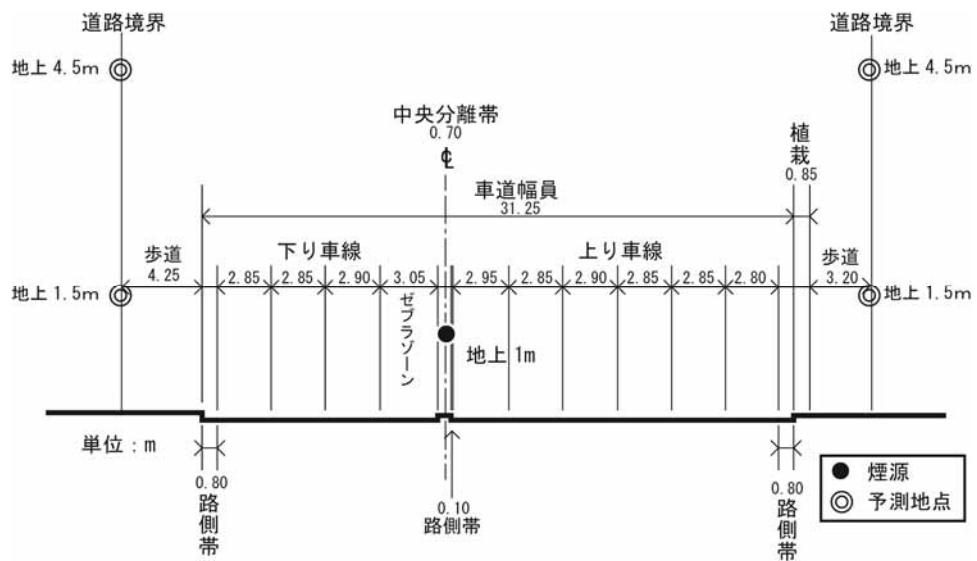 道路境界
道路境界
地上 4.5m
地上 4.5m
中央分離帯
0.70
℄
植栽
0.85
車道幅員
31.25
歩道
4.25
下り車線
上り車線
歩道
3.20
2.85
2.85
2.90
3.05
2.95
2.85
2.90
2.85
2.85
2.80
地上 1.5m
地上 1.5m
ゼブラゾーン
地上 1m
単位：m
0.80
路側帯
0.10
路側帯
0.80
路側帯
煙源
予測地点